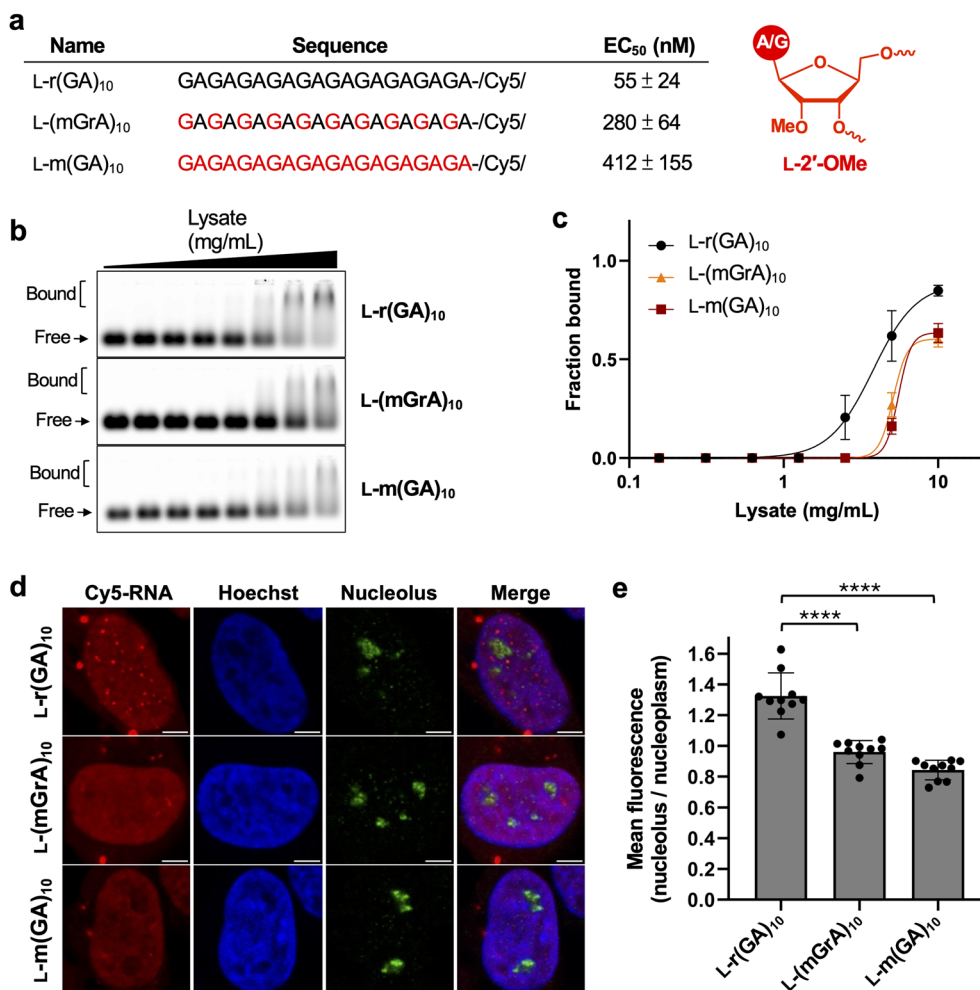 a
Name Sequence EC₅₀ (nM)
L-r(GA)₁₀ GAGAGAGAGAGAGAGAGAGA-/Cy5/ 55 ± 24
L-(mGrA)₁₀ GAGAGAGAGAGAGAGAGAGA-/Cy5/ 280 ± 64
L-m(GA)₁₀ GAGAGAGAGAGAGAGAGAGA-/Cy5/ 412 ± 155
A/G
O
O
MeO
O
L-2′-OMe
b
Lysate
(mg/mL)
Bound
Free
L-r(GA)₁₀
Bound
Free
L-(mGrA)₁₀
Bound
Free
L-m(GA)₁₀
c
L-r(GA)₁₀
L-(mGrA)₁₀
L-m(GA)₁₀
1.0
0.5
0.0
0.1 1 10
Fraction bound
Lysate (mg/mL)
d
Cy5-RNA Hoechst Nucleolus Merge
L-r(GA)₁₀
L-(mGrA)₁₀
L-m(GA)₁₀
e
****
****
1.6
1.4
1.2
1.0
0.8
0.6
0.4
0.2
0.0
Mean fluorescence
(nucleolus / nucleoplasm)
L-r(GA)₁₀
L-(mGrA)₁₀
L-m(GA)₁₀